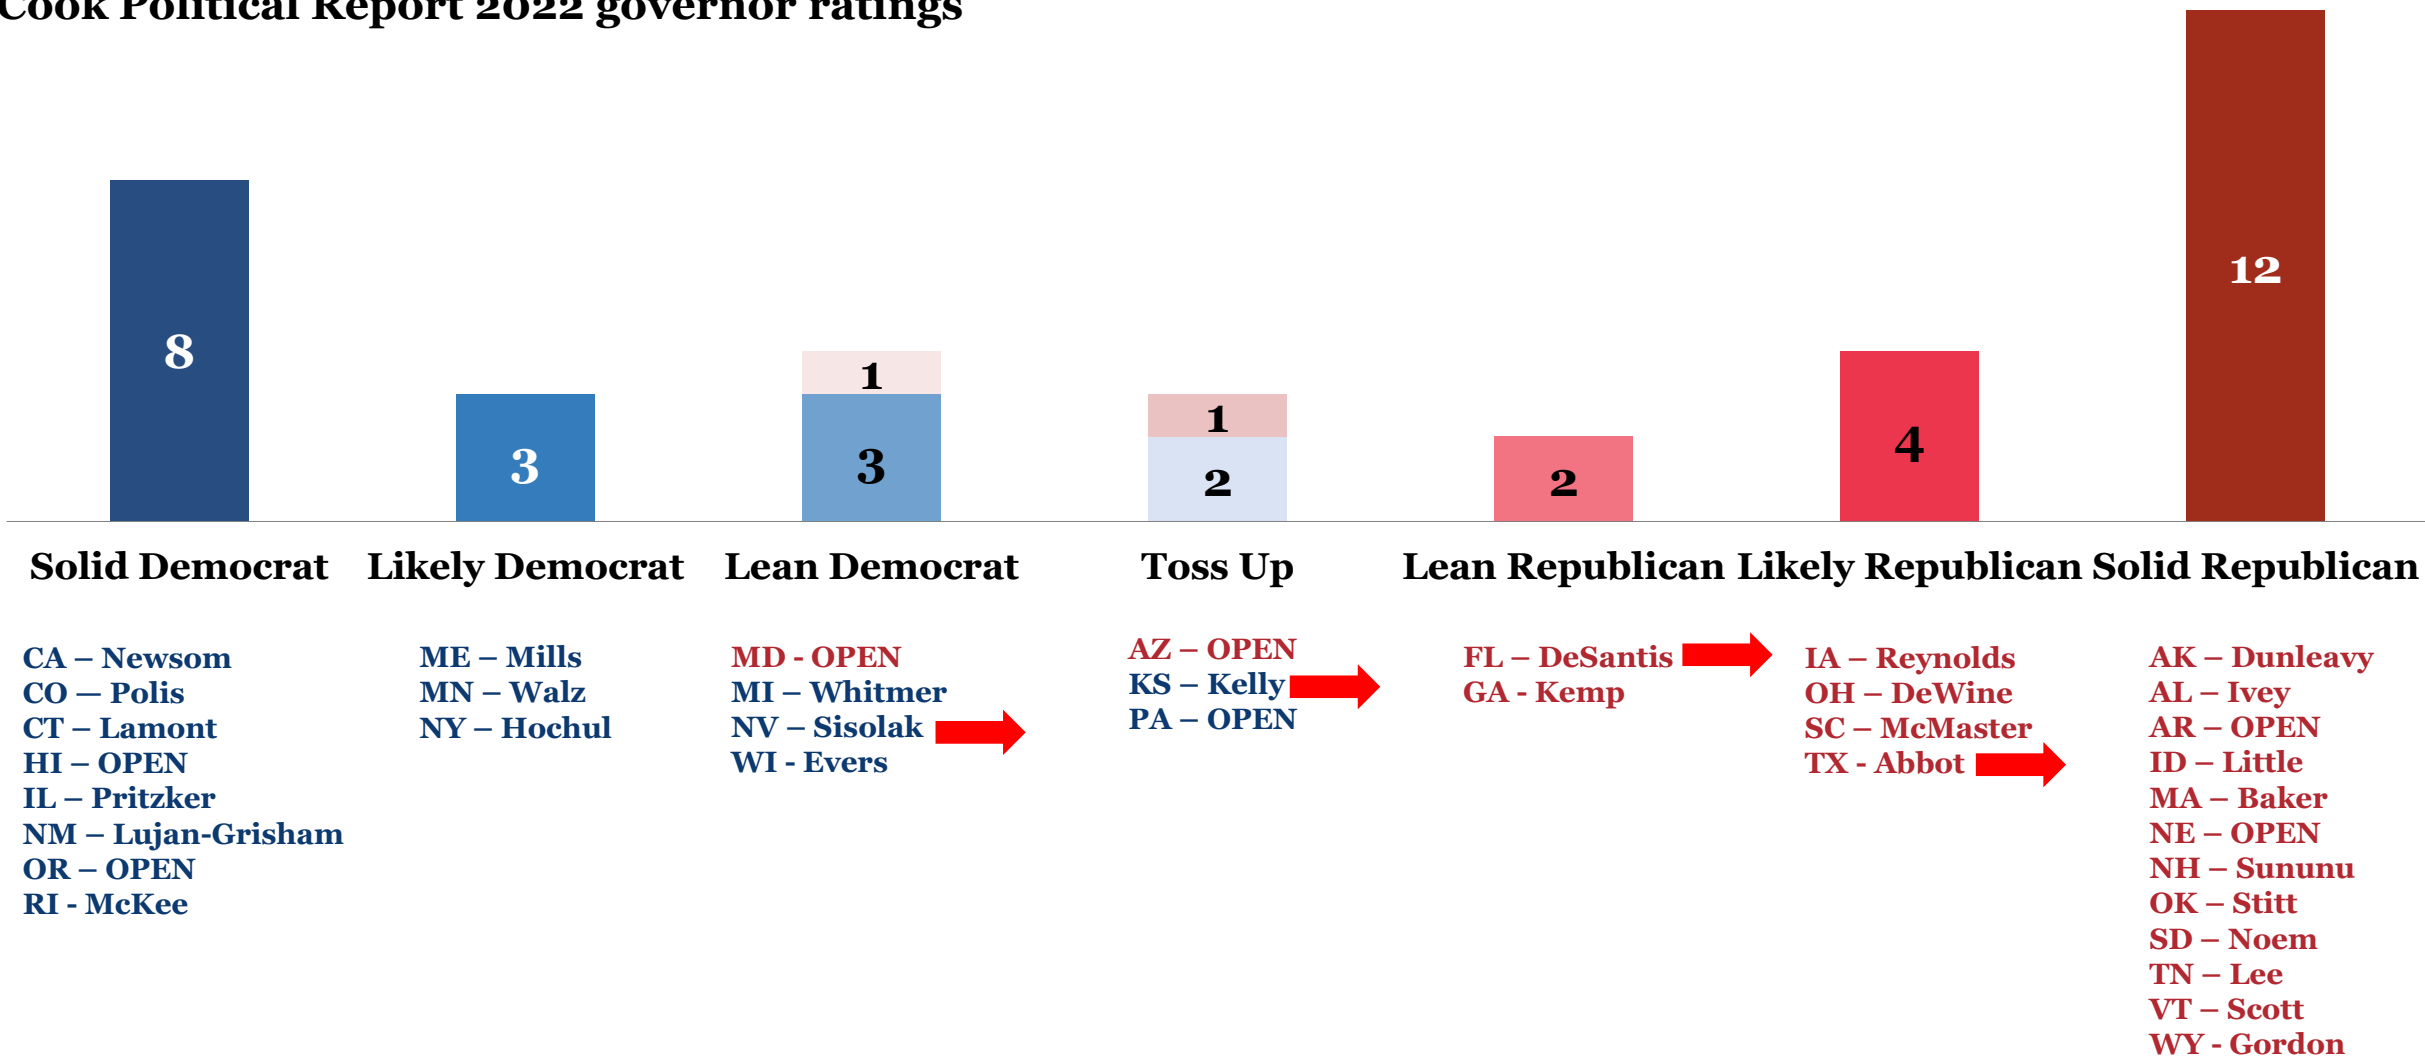 Cook Political Report 2022 governor ratings
8
3
1
3
1
2
2
4
12
Solid Democrat
Likely Democrat
Lean Democrat
Toss Up
Lean Republican
Likely Republican
Solid Republican
CA – Newsom
CO — Polis
CT – Lamont
HI – OPEN
IL – Pritzker
NM – Lujan-Grisham
OR – OPEN
RI - McKee
ME – Mills
MN – Walz
NY – Hochul
MD - OPEN
MI – Whitmer
NV – Sisolak
WI - Evers
AZ – OPEN
KS – Kelly
PA – OPEN
FL – DeSantis
GA - Kemp
IA – Reynolds
OH – DeWine
SC – McMaster
TX - Abbot
AK – Dunleavy
AL – Ivey
AR – OPEN
ID – Little
MA – Baker
NE – OPEN
NH – Sununu
OK – Stitt
SD – Noem
TN – Lee
VT – Scott
WY - Gordon